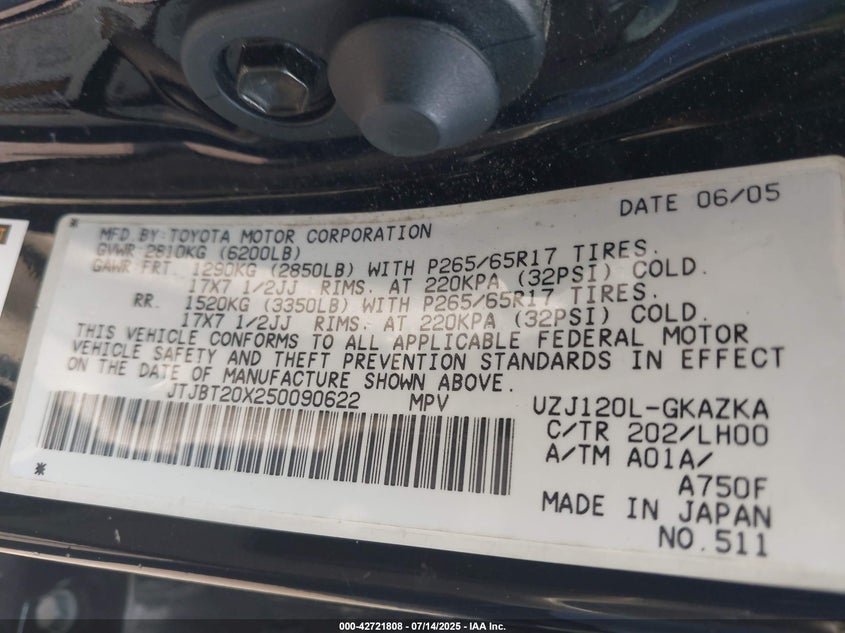 DATE 06/05
* MFD. BY: TOYOTA MOTOR CORPORATION
GVWR 2810KG (6200LB)
GAWR FRT. 1290KG (2850LB) WITH P265/65R17 TIRES.
17X7 1/2JJ RIMS. AT 220KPA (32PSI) COLD.
RR. 1520KG (3350LB) WITH P265/65R17 TIRES.
17X7 1/2JJ RIMS. AT 220KPA (32PSI) COLD.
THIS VEHICLE CONFORMS TO ALL APPLICABLE FEDERAL MOTOR
VEHICLE SAFETY AND THEFT PREVENTION STANDARDS IN EFFECT
ON THE DATE OF MANUFACTURE SHOWN ABOVE.
JTJBT20X250090622 MPV UZJ120L-GKAZKA
C/TR 202/LH00
A/TM A01A/
* A750F
MADE IN JAPAN
NO.511
000-42721808 - 07/14/2025 - IAA Inc.